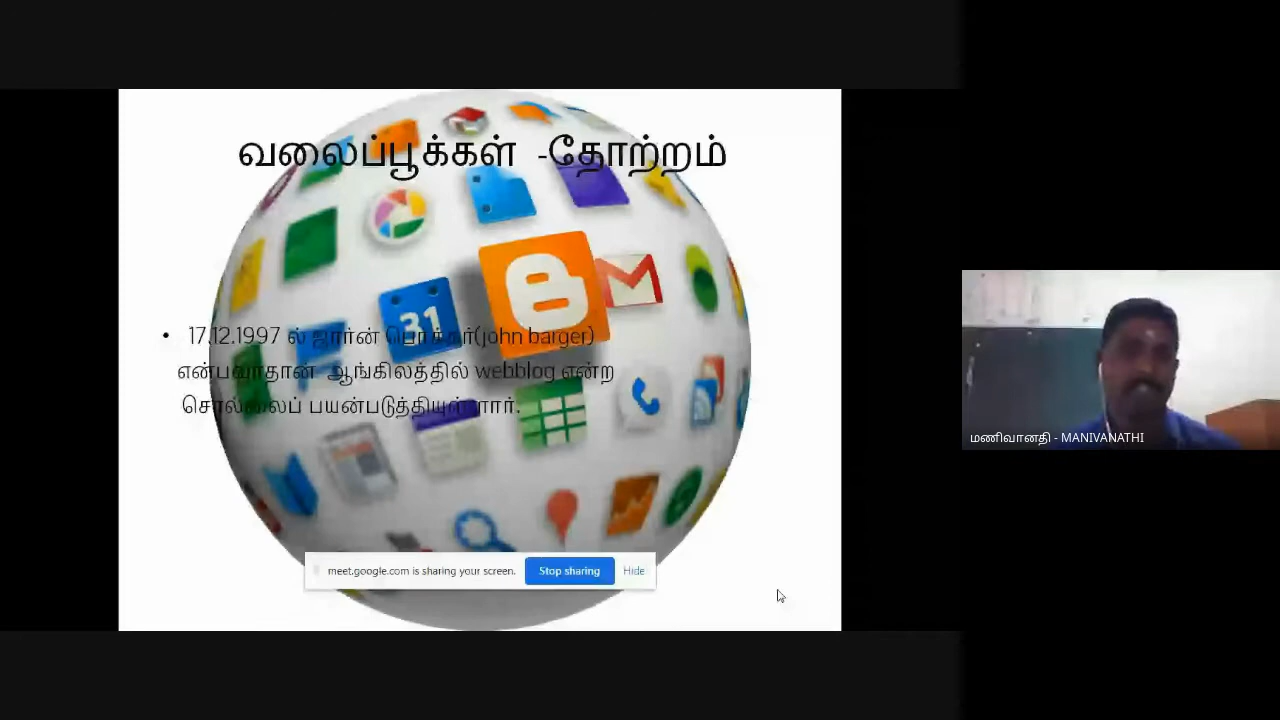 வலைப்பூக்கள் -தோற்றம்
31
• 17.12.1997 ல் ஜார்ன் பெர்க்கர்(john barger)
என்பவர்தான் ஆங்கிலத்தில் webblog என்ற
சொல்லைப் பயன்படுத்தியுள்ளார்.
meet.google.com is sharing your screen. Stop sharing Hide
மணிவானதி - MANIVANATHI